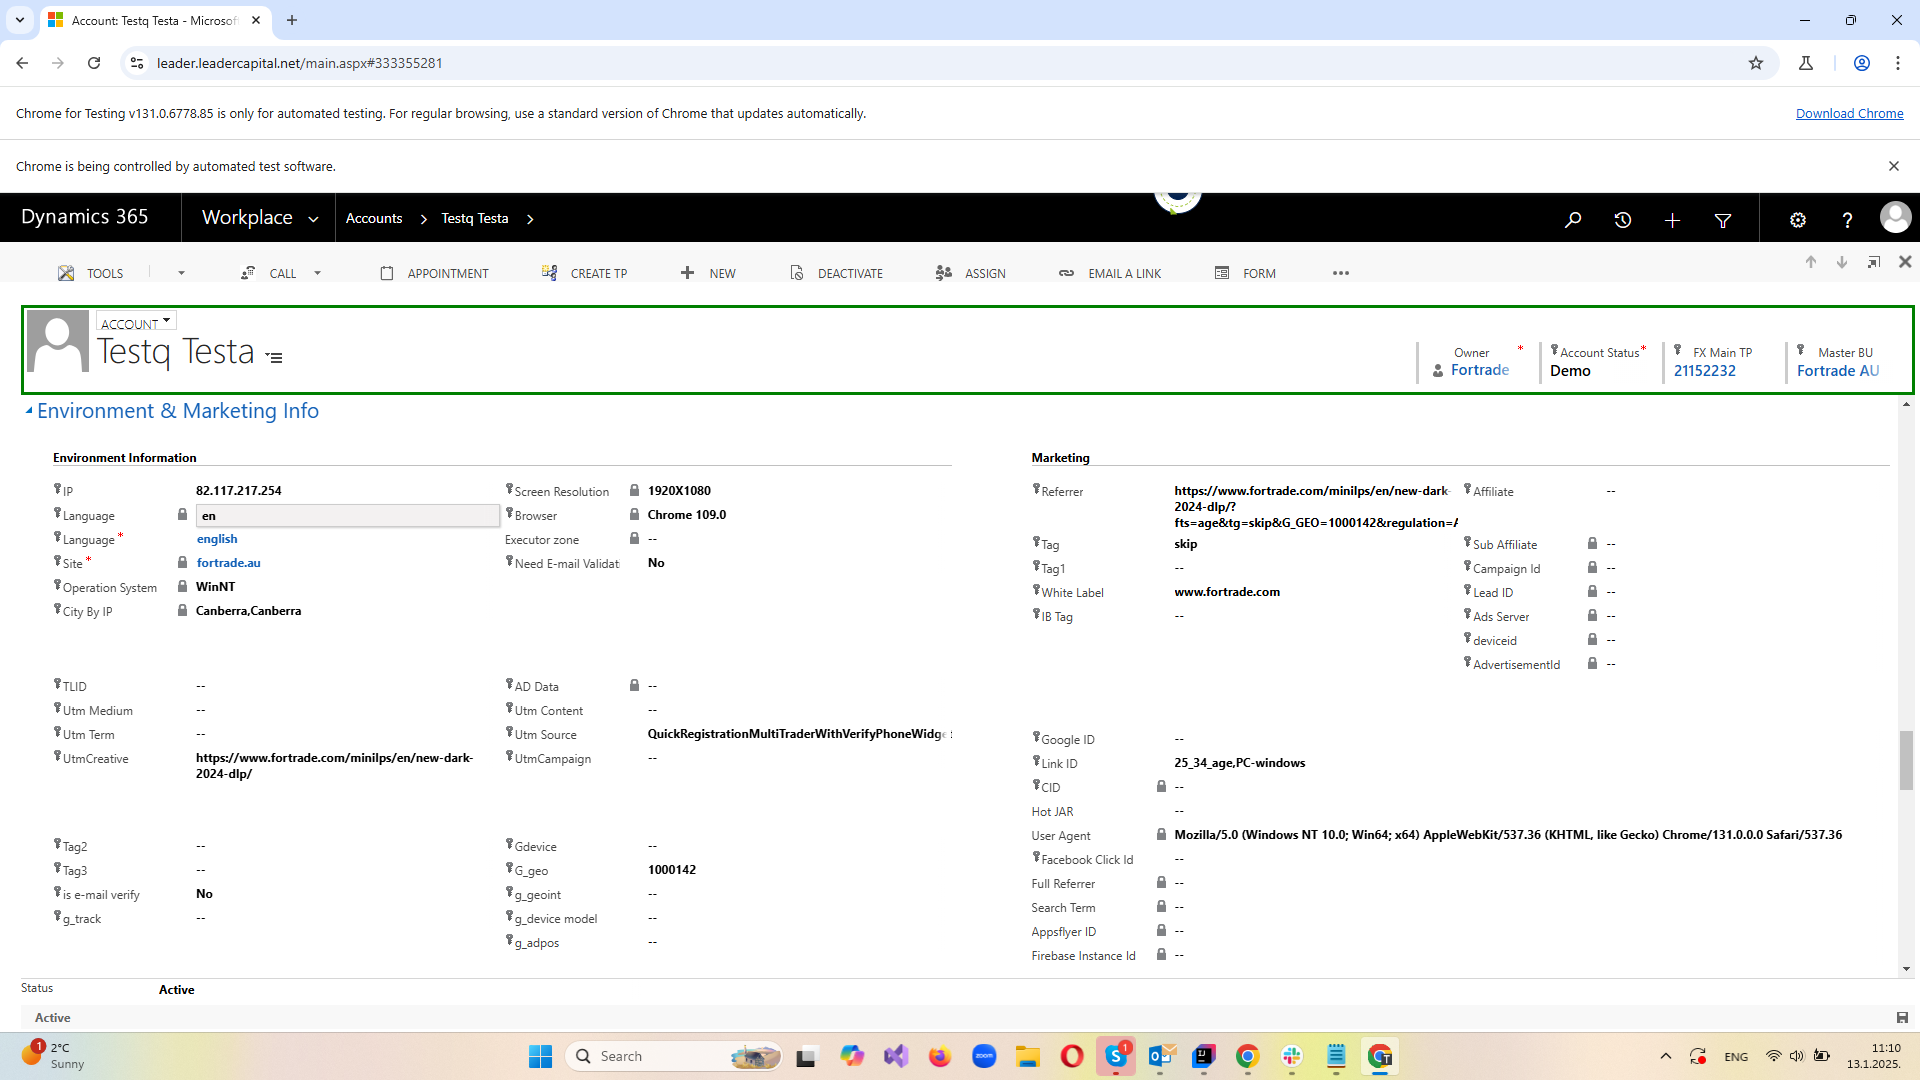 Account: Testq Testa - Microsof
leader.leadercapital.net/main.aspx#333355281
Chrome for Testing v131.0.6778.85 is only for automated testing. For regular browsing, use a standard version of Chrome that updates automatically.
Download Chrome
Chrome is being controlled by automated test software.
Dynamics 365
Workplace
Accounts
Testq Testa
TOOLS
CALL
APPOINTMENT
CREATE TP
NEW
DEACTIVATE
ASSIGN
EMAIL A LINK
FORM
ACCOUNT
Testq Testa
Owner *
Fortrade
Account Status *
Demo
FX Main TP
21152232
Master BU
Fortrade AU
Environment & Marketing Info
Environment Information
IP 82.117.217.254
Language en
Language * english
Site * fortrade.au
Operation System WinNT
City By IP Canberra,Canberra
Screen Resolution 1920X1080
Browser Chrome 109.0
Executor zone --
Need E-mail Validat No
TLID --
Utm Medium --
Utm Term --
UtmCreative https://www.fortrade.com/minilps/en/new-dark-
2024-dlp/
AD Data --
Utm Content --
Utm Source QuickRegistrationMultiTraderWithVerifyPhoneWidge
UtmCampaign --
Tag2 --
Tag3 --
is e-mail verify No
g_track --
Gdevice --
G_geo 1000142
g_geoint --
g_device model --
g_adpos --
Marketing
Referrer https://www.fortrade.com/minilps/en/new-dark-
2024-dlp/?
fts=age&tg=skip&G_GEO=1000142&regulation=A
Tag skip
Tag1 --
White Label www.fortrade.com
IB Tag --
Affiliate --
Sub Affiliate --
Campaign Id --
Lead ID --
Ads Server --
deviceid --
AdvertisementId --
Google ID --
Link ID 25_34_age,PC-windows
CID --
Hot JAR --
User Agent Mozilla/5.0 (Windows NT 10.0; Win64; x64) AppleWebKit/537.36 (KHTML, like Gecko) Chrome/131.0.0.0 Safari/537.36
Facebook Click Id --
Full Referrer --
Search Term --
Appsflyer ID --
Firebase Instance Id --
Status Active
Active
1
2°C
Sunny
Search
zoom
1
ENG
11:10
13.1.2025.